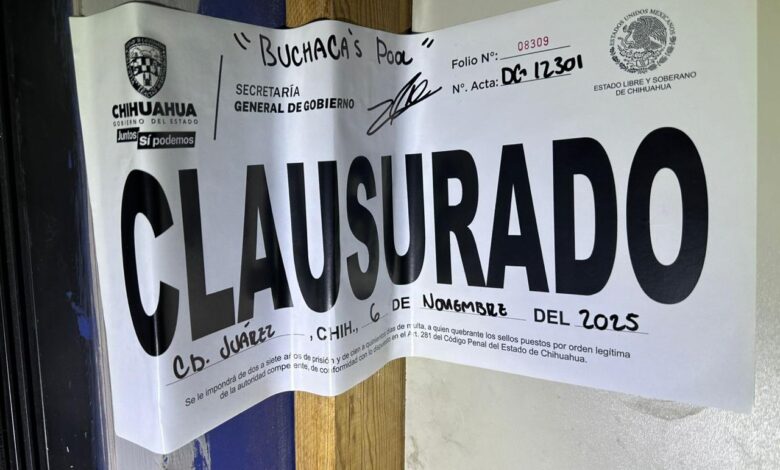 "BUCHACA'S POOL"
CHIHUAHUA
GOBIERNO DEL ESTADO
Juntos Sí podemos
SECRETARÍA
GENERAL DE GOBIERNO
Folio N°: 08309
N°. Acta: DG-12301
ESTADOS UNIDOS MEXICANOS
ESTADO LIBRE Y SOBERANO
DE CHIHUAHUA
CLAUSURADO
CD. JUÁREZ, CHIH., 6 DE NOVIEMBRE DEL 2025
Se le impondrá de dos a siete años de prisión y de cien a quinientos días de multa, a quien quebrante los sellos puestos por orden legítima
de la autoridad competente, de conformidad con lo dispuesto en el Art. 281 del Código Penal del Estado de Chihuahua.